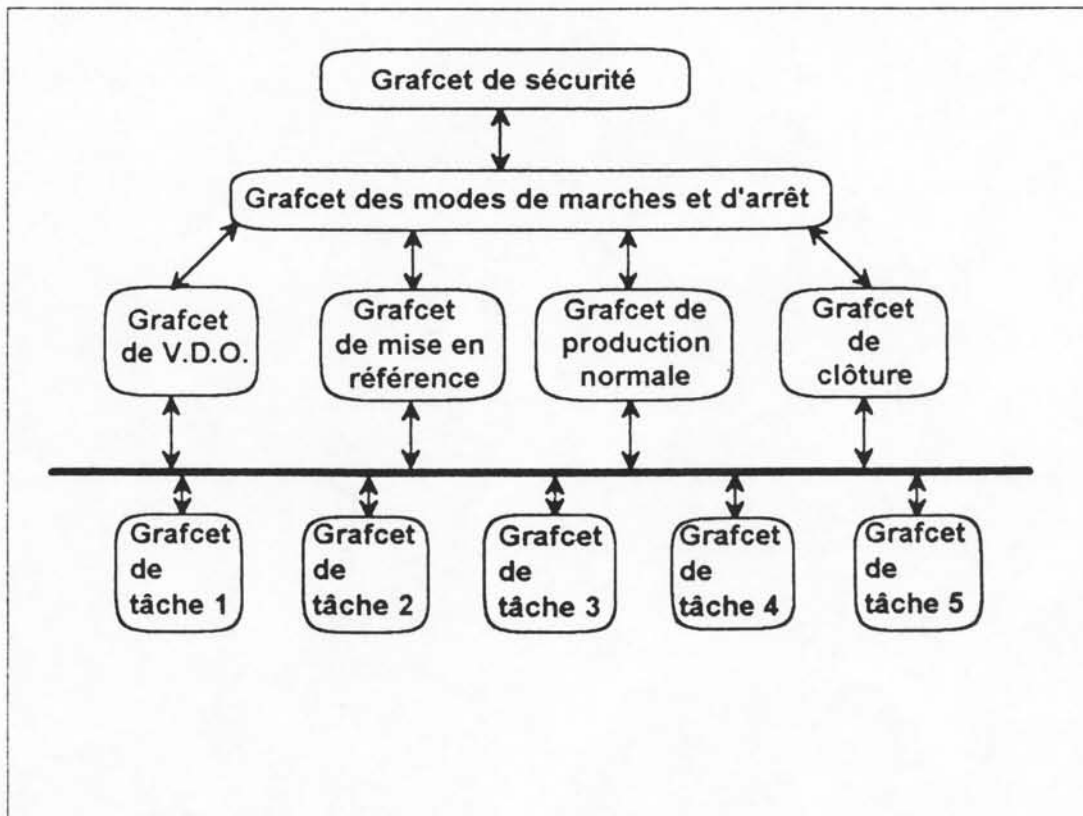 Grafcet de sécurité
Grafcet des modes de marches et d'arrêt
Grafcet
de V.D.O.
Grafcet
de mise en
référence
Grafcet de
production
normale
Grafcet
de
clôture
Grafcet
de
tâche 1
Grafcet
de
tâche 2
Grafcet
de
tâche 3
Grafcet
de
tâche 4
Grafcet
de
tâche 5